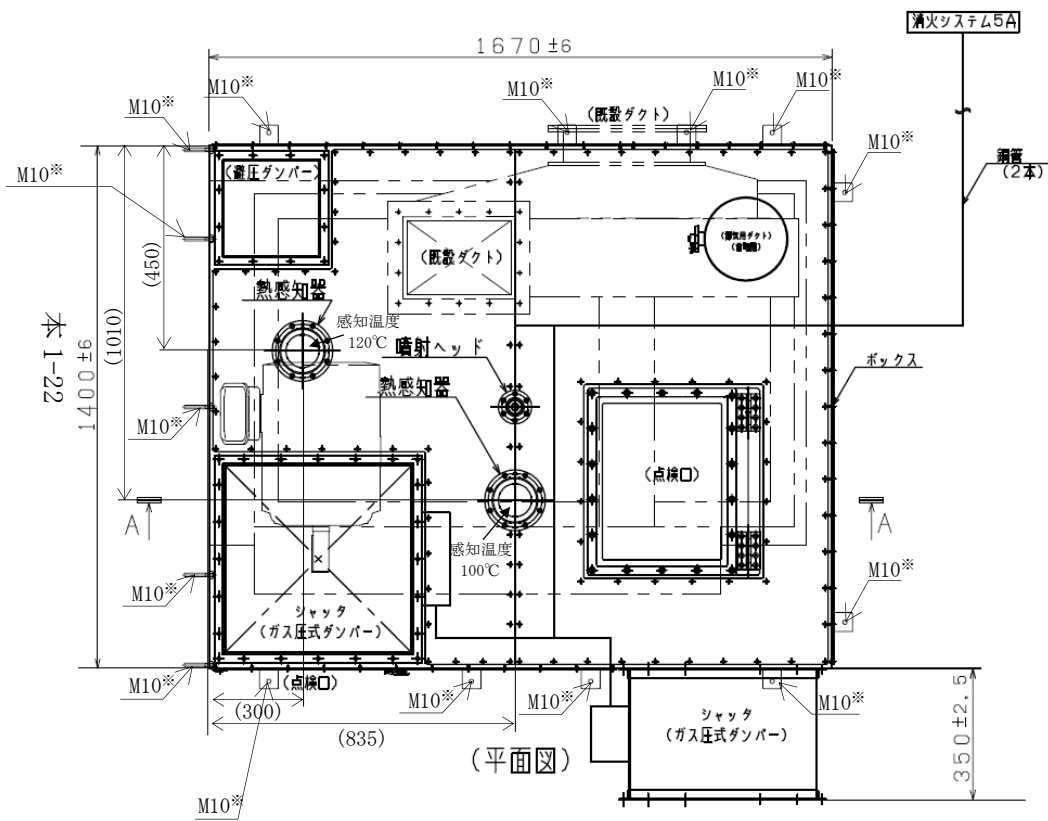 消火システム5A
1670±6
M10※
M10※
M10※
M10※
M10※
(既設ダクト)
M10※
銅管
(2本)
(避圧ダンパー)
M10※
(450)
(1010)
1400±6
本1-22
(既設ダクト)
熱感知器
感知温度
120℃
噴射ヘッド
熱感知器
ボックス
M10※
(点検口)
A
A
感知温度
100℃
M10※
M10※
シャッタ
(ガス圧式ダンパー)
M10※
(点検口)
M10※
M10※
M10※
(300)
(835)
シャッタ
(ガス圧式ダンパー)
350±2.5
(平面図)
M10※